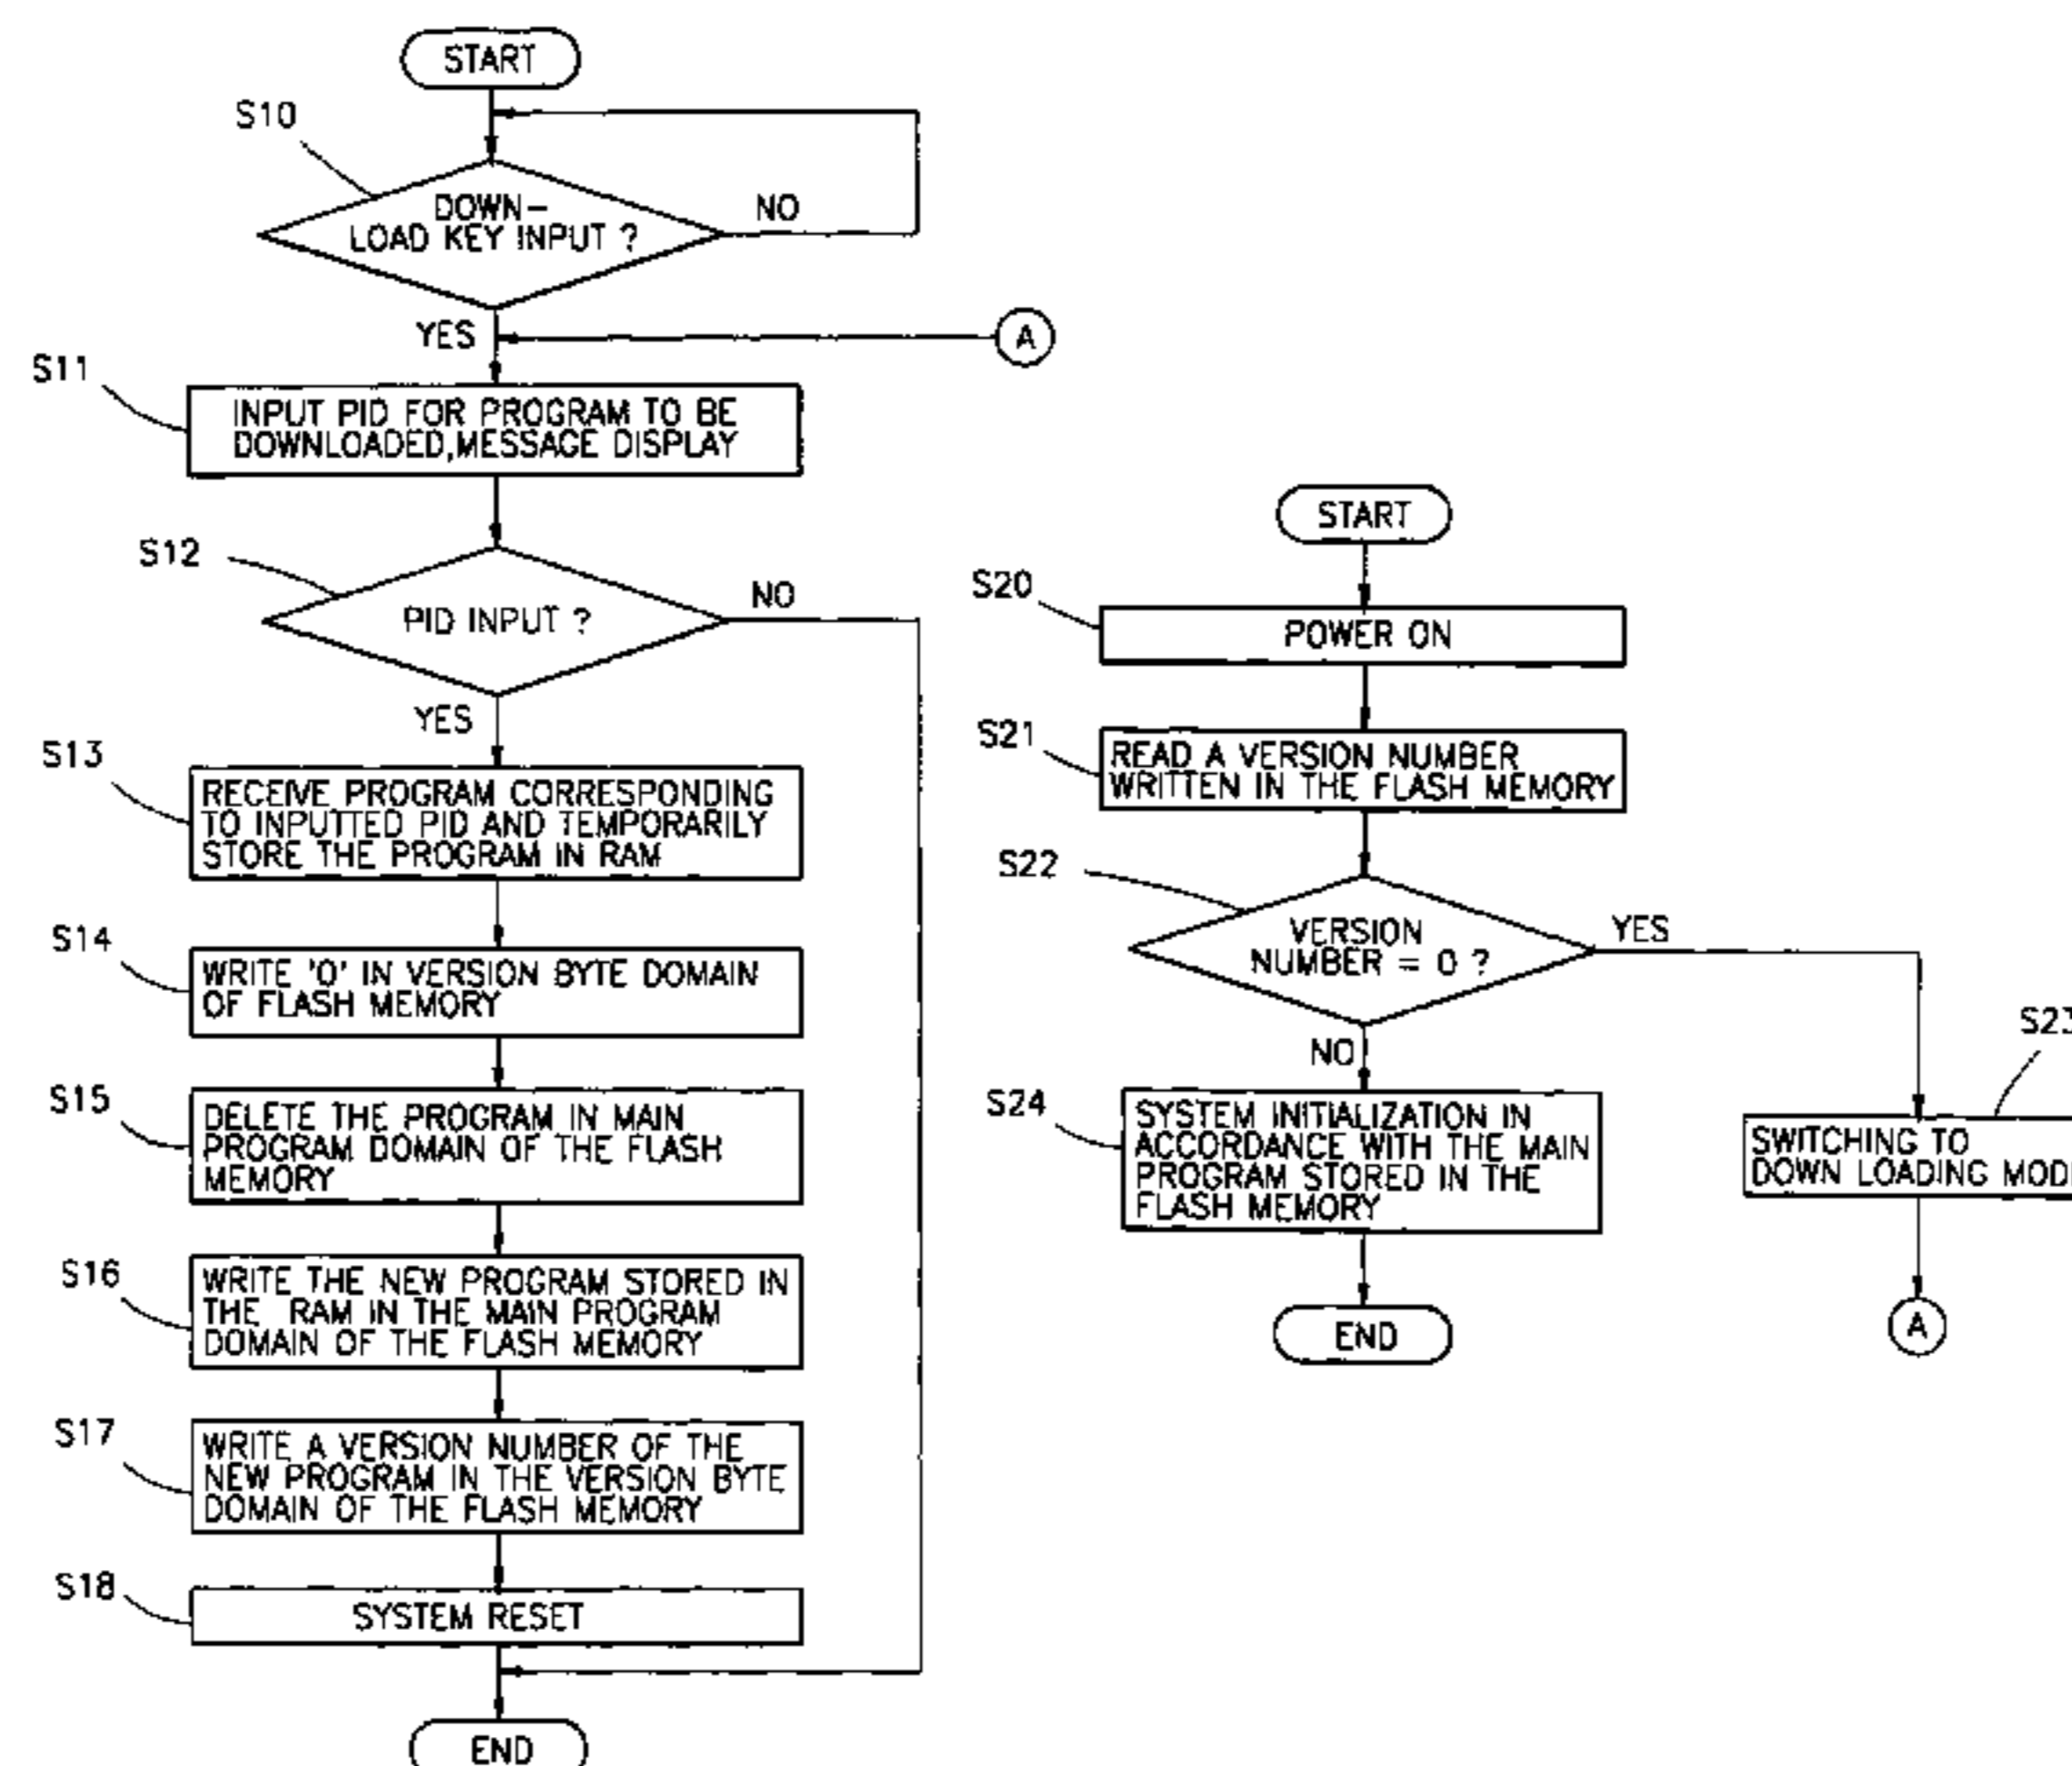 START
S10
DOWN-
LOAD KEY INPUT ?
NO
YES
A
S11
INPUT PID FOR PROGRAM TO BE
DOWNLOADED,MESSAGE DISPLAY
S12
PID INPUT ?
NO
YES
S13
RECEIVE PROGRAM CORRESPONDING
TO INPUTTED PID AND TEMPORARILY
STORE THE PROGRAM IN RAM
S14
WRITE '0' IN VERSION BYTE DOMAIN
OF FLASH MEMORY
S15
DELETE THE PROGRAM IN MAIN
PROGRAM DOMAIN OF THE FLASH
MEMORY
S16
WRITE THE NEW PROGRAM STORED IN
THE RAM IN THE MAIN PROGRAM
DOMAIN OF THE FLASH MEMORY
S17
WRITE A VERSION NUMBER OF THE
NEW PROGRAM IN THE VERSION BYTE
DOMAIN OF THE FLASH MEMORY
S18
SYSTEM RESET
END
START
S20
POWER ON
S21
READ A VERSION NUMBER
WRITTEN IN THE FLASH MEMORY
S22
VERSION
NUMBER = 0 ?
YES
NO
S23
SWITCHING TO
DOWN LOADING
S24
SYSTEM INITIALIZATION IN
ACCORDANCE WITH THE MAIN
PROGRAM STORED IN THE
FLASH MEMORY
END
A